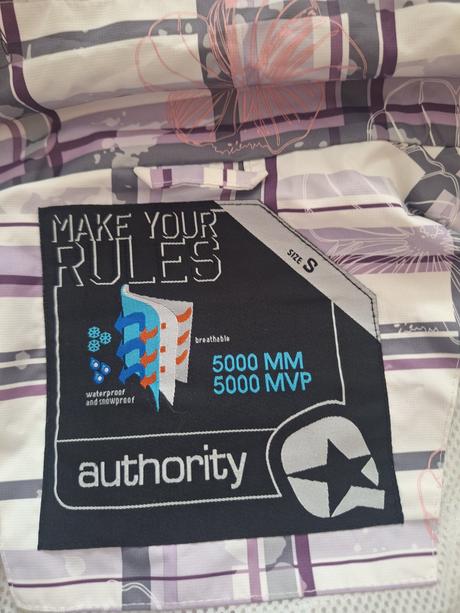 MAKE YOUR
RULES
SIZE S
breathable
5000 MM
5000 MVP
waterproof
and snowproof
authority